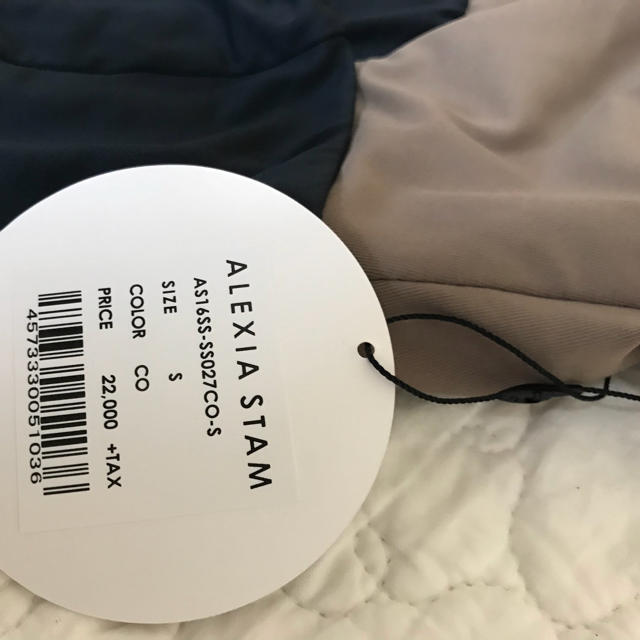 ALEXIA STAM
AS16SS-SS027CO-S
SIZE S
COLOR CO
PRICE 22,000 +TAX
4573330051036